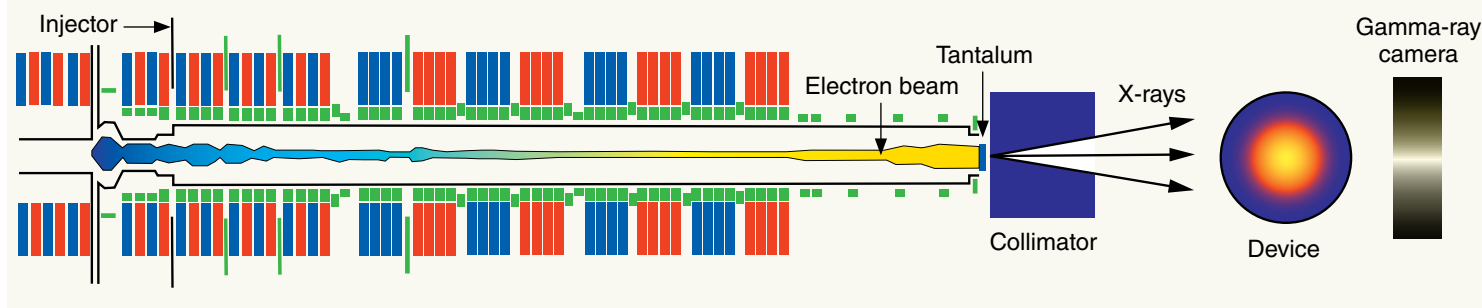 Injector
Electron beam
Tantalum
Collimator
X-rays
Device
Gamma-ray
camera